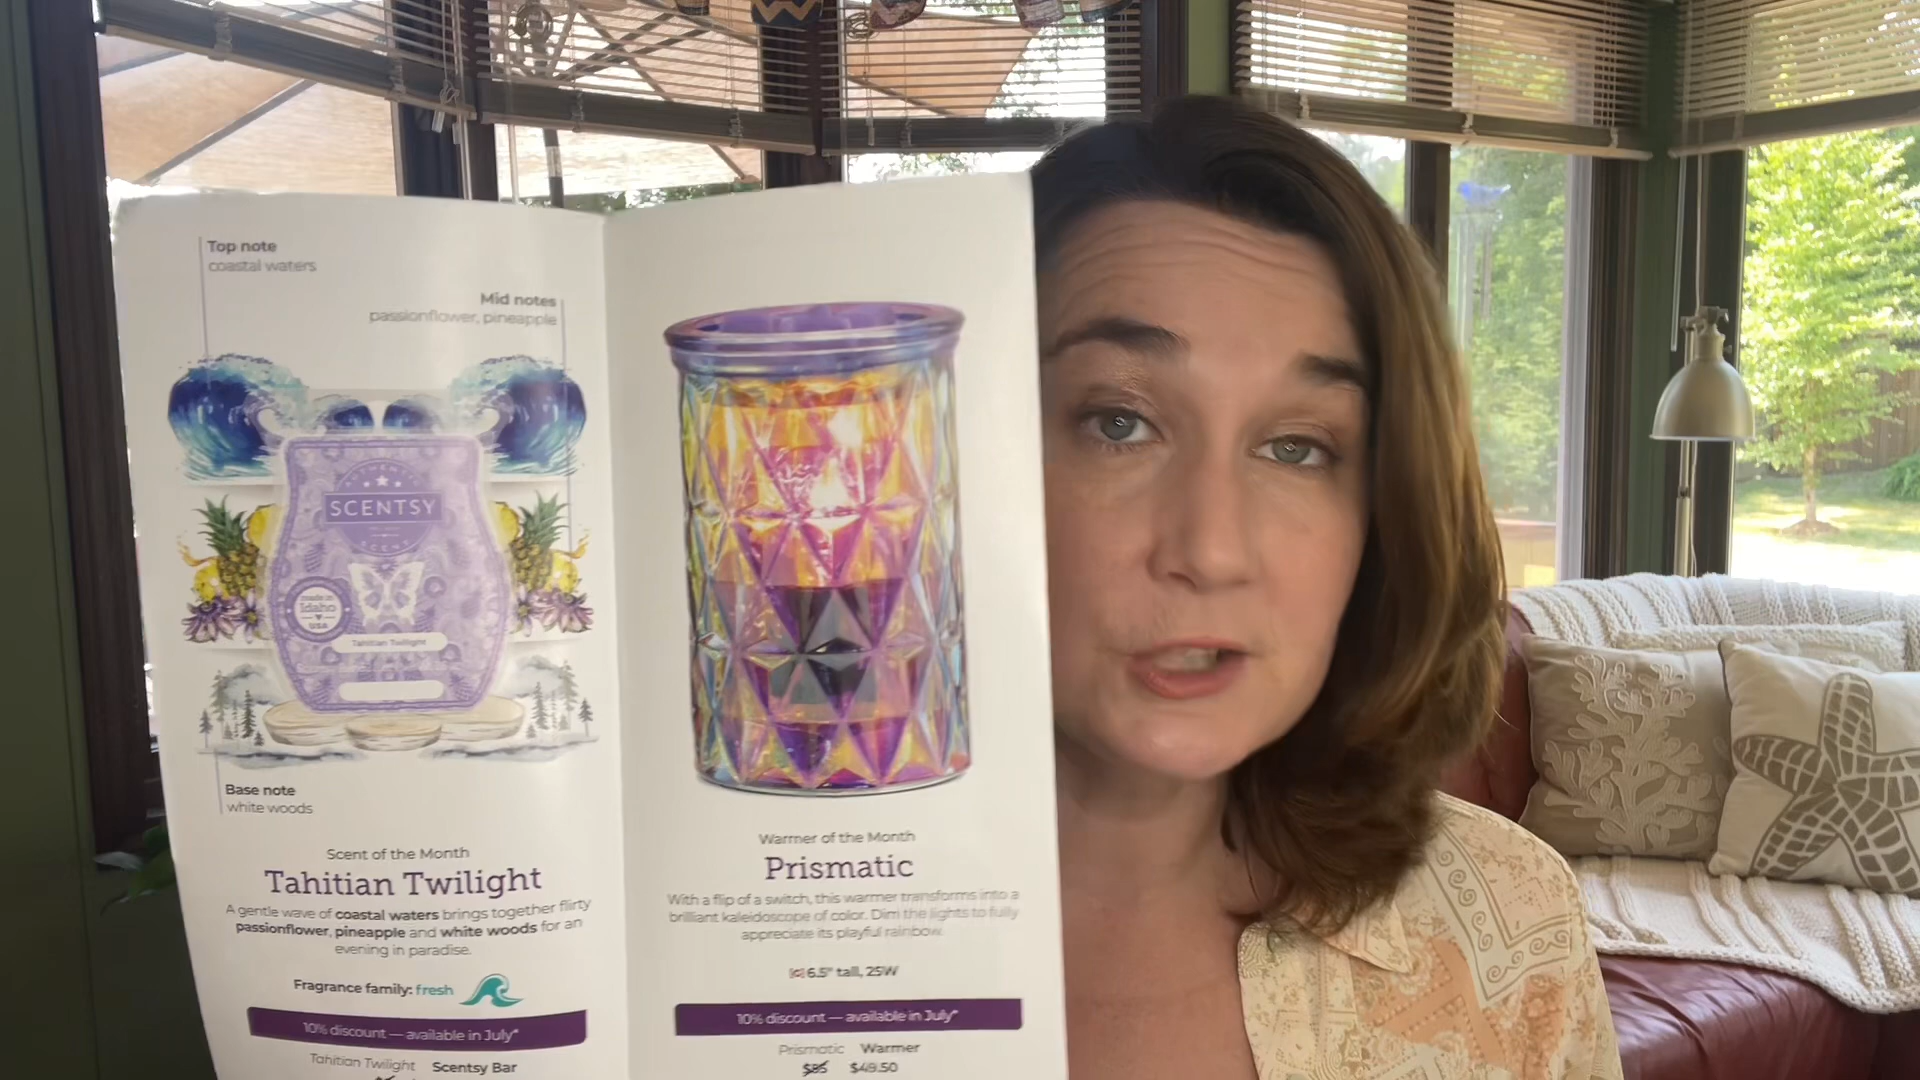 Top note
coastal waters
Mid notes
passionflower, pineapple
AUTHENTIC
SCENTSY
SCENT
made in
Idaho
USA
Tahitian Twilight
Base note
white woods
Scent of the Month
Tahitian Twilight
A gentle wave of coastal waters brings together flirty
passionflower, pineapple and white woods for an
evening in paradise.
Fragrance family: fresh
10% discount — available in July*
Tahitian Twilight Scentsy Bar
Warmer of the Month
Prismatic
With a flip of a switch, this warmer transforms into a
brilliant kaleidoscope of color. Dim the lights to fully
appreciate its playful rainbow.
6.5" tall, 25W
10% discount — available in July*
Prismatic Warmer
$49.50